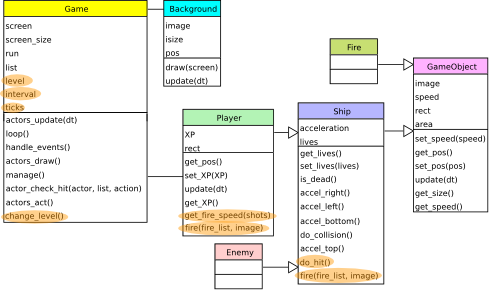 Game
screen
screen_size
run
list
level
interval
ticks
actors_update(dt)
loop()
handle_events()
actors_draw()
manage()
actor_check_hit(actor, list, action)
actors_act()
change_level()
Background
image
isize
pos
draw(screen)
update(dt)
Player
XP
rect
get_pos()
set_XP(XP)
update(dt)
get_XP()
get_fire_speed(shots)
fire(fire_list, image)
Enemy
Ship
acceleration
lives
get_lives()
set_lives(lives)
is_dead()
accel_right()
accel_left()
accel_bottom()
do_collision()
accel_top()
do_hit()
fire(fire_list, image)
Fire
GameObject
image
speed
rect
area
set_speed(speed)
get_pos()
set_pos(pos)
update(dt)
get_size()
get_speed()